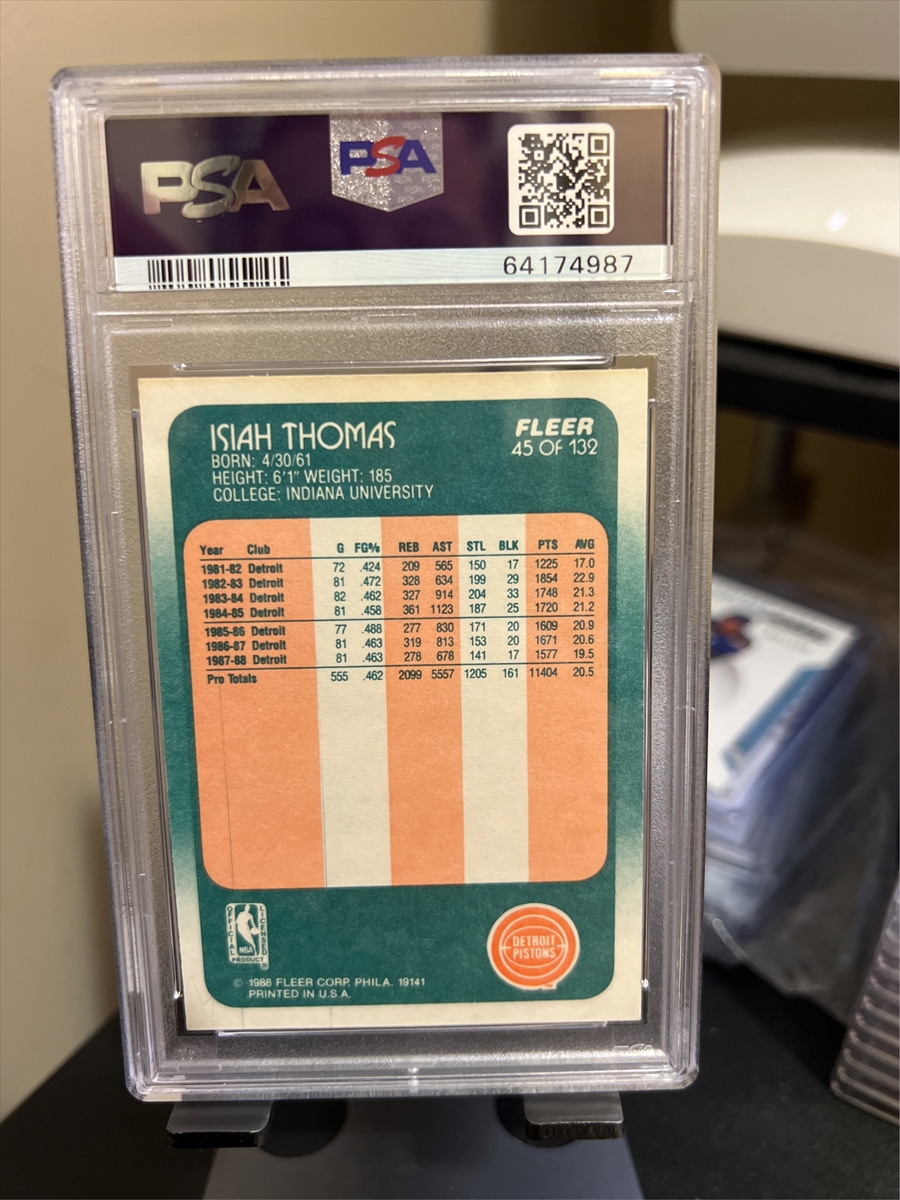 PSA
PSA
64174987
ISIAH THOMAS
FLEER
45 OF 132
BORN: 4/30/61
HEIGHT: 6'1" WEIGHT: 185
COLLEGE: INDIANA UNIVERSITY
Year Club G FG% REB AST STL BLK PTS AVG
1981-82 Detroit 72 .424 209 565 150 17 1225 17.0
1982-83 Detroit 81 .472 328 634 199 29 1854 22.9
1983-84 Detroit 82 .462 327 914 204 33 1748 21.3
1984-85 Detroit 81 .458 361 1123 187 25 1720 21.2
1985-86 Detroit 77 .488 277 830 171 20 1609 20.9
1986-87 Detroit 81 .463 319 813 153 20 1671 20.6
1987-88 Detroit 81 .463 278 678 141 17 1577 19.5
Pro Totals 555 .462 2099 5557 1205 161 11404 20.5
OFFICIAL
LICENSED
NBA
PRODUCT
®
DETROIT
PISTONS
© 1988 FLEER CORP. PHILA. 19141
PRINTED IN U.S.A.